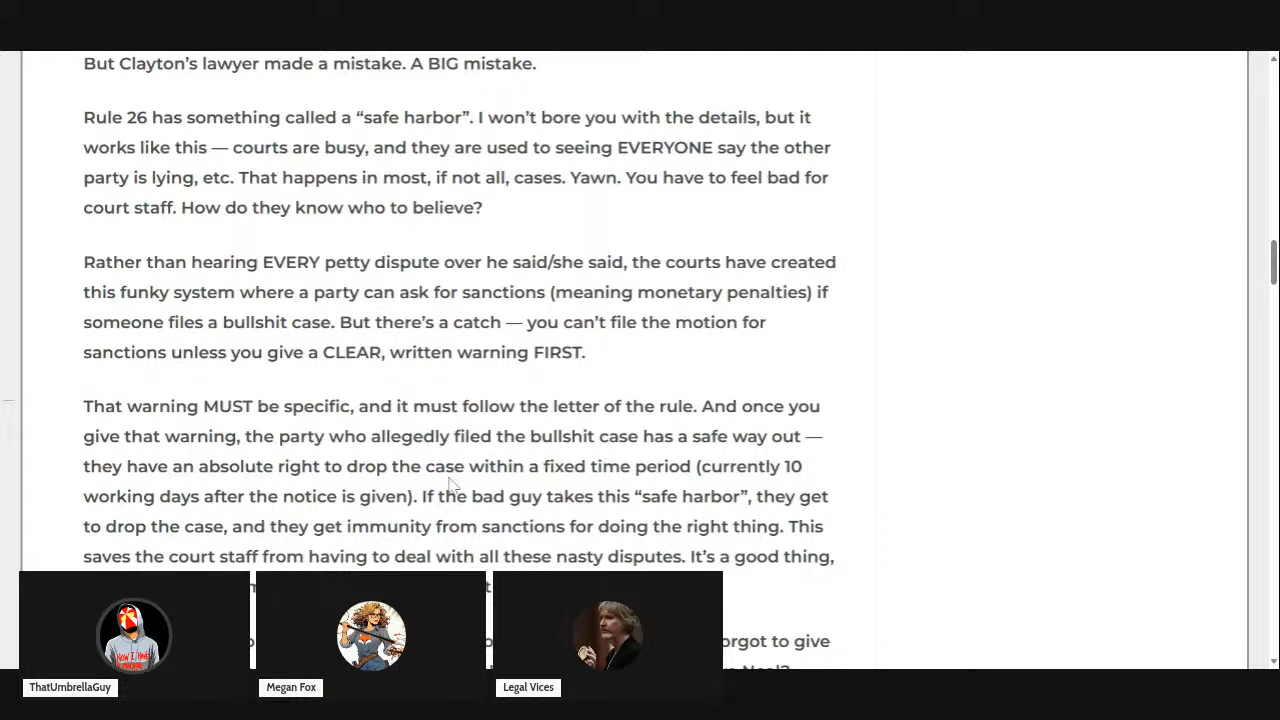 But Clayton’s lawyer made a mistake. A BIG mistake.
Rule 26 has something called a “safe harbor”. I won’t bore you with the details, but it
works like this — courts are busy, and they are used to seeing EVERYONE say the other
party is lying, etc. That happens in most, if not all, cases. Yawn. You have to feel bad for
court staff. How do they know who to believe?
Rather than hearing EVERY petty dispute over he said/she said, the courts have created
this funky system where a party can ask for sanctions (meaning monetary penalties) if
someone files a bullshit case. But there’s a catch — you can’t file the motion for
sanctions unless you give a CLEAR, written warning FIRST.
That warning MUST be specific, and it must follow the letter of the rule. And once you
give that warning, the party who allegedly filed the bullshit case has a safe way out —
they have an absolute right to drop the case within a fixed time period (currently 10
working days after the notice is given). If the bad guy takes this “safe harbor”, they get
to drop the case, and they get immunity from sanctions for doing the right thing. This
saves the court staff from having to deal with all these nasty disputes. It’s a good thing,
to give
ThatUmbrellaGuy
Megan Fox
Legal Vices